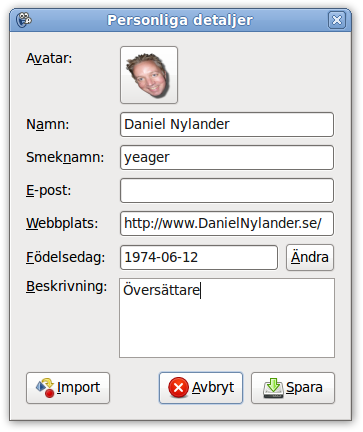 Personliga detaljer
Avatar:
Namn: Daniel Nylander
Smeknamn: yeager
E-post:
Webbplats: http://www.DanielNylander.se/
Födelsedag: 1974-06-12 Ändra
Beskrivning: Översättare
Import Avbryt Spara